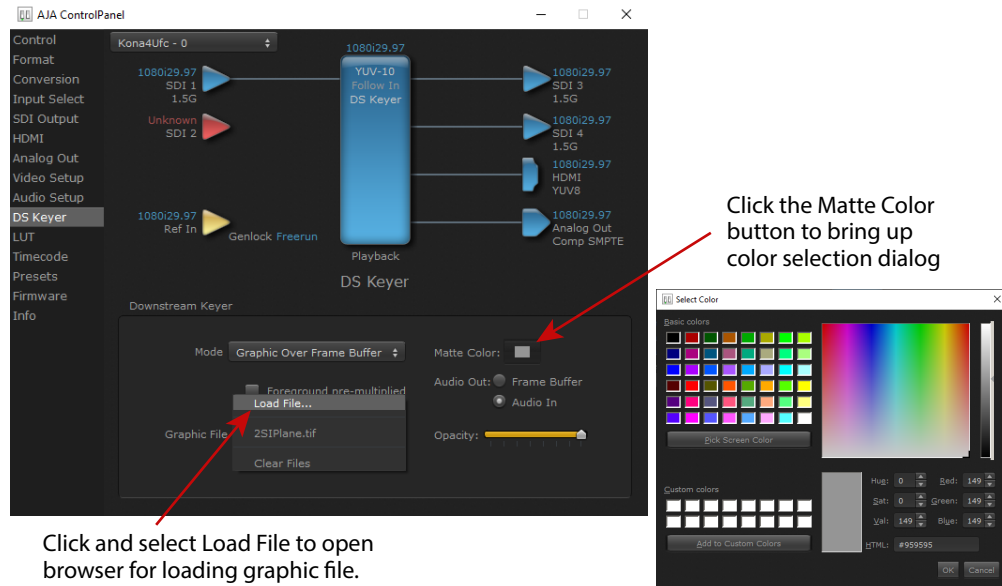 AJA ControlPanel
Control
Format
Conversion
Input Select
SDI Output
HDMI
Analog Out
Video Setup
Audio Setup
DS Keyer
LUT
Timecode
Presets
Firmware
Info
Kona4Ufc - 0
1080i29.97
SDI 1
1.5G
Unknown
SDI 2
1080i29.97
Ref In
Genlock Freerun
1080i29.97
YUV-10
Follow In
DS Keyer
Playback
1080i29.97
SDI 3
1.5G
1080i29.97
SDI 4
1.5G
1080i29.97
HDMI
YUV8
1080i29.97
Analog Out
Comp SMPTE
DS Keyer
Downstream Keyer
Mode Graphic Over Frame Buffer
Foreground pre-multiplied
Load File...
Graphic File
2SIPlane.tif
Clear Files
Matte Color:
Audio Out: Frame Buffer
Audio In
Opacity:
Click the Matte Color
button to bring up
color selection dialog
Select Color
Basic colors
Pick Screen Color
Custom colors
Add to Custom Colors
Hue: 0 Red: 149
Sat: 0 Green: 149
Val: 149 Blue: 149
HTML: #959595
OK Cancel
Click and select Load File to open
browser for loading graphic file.